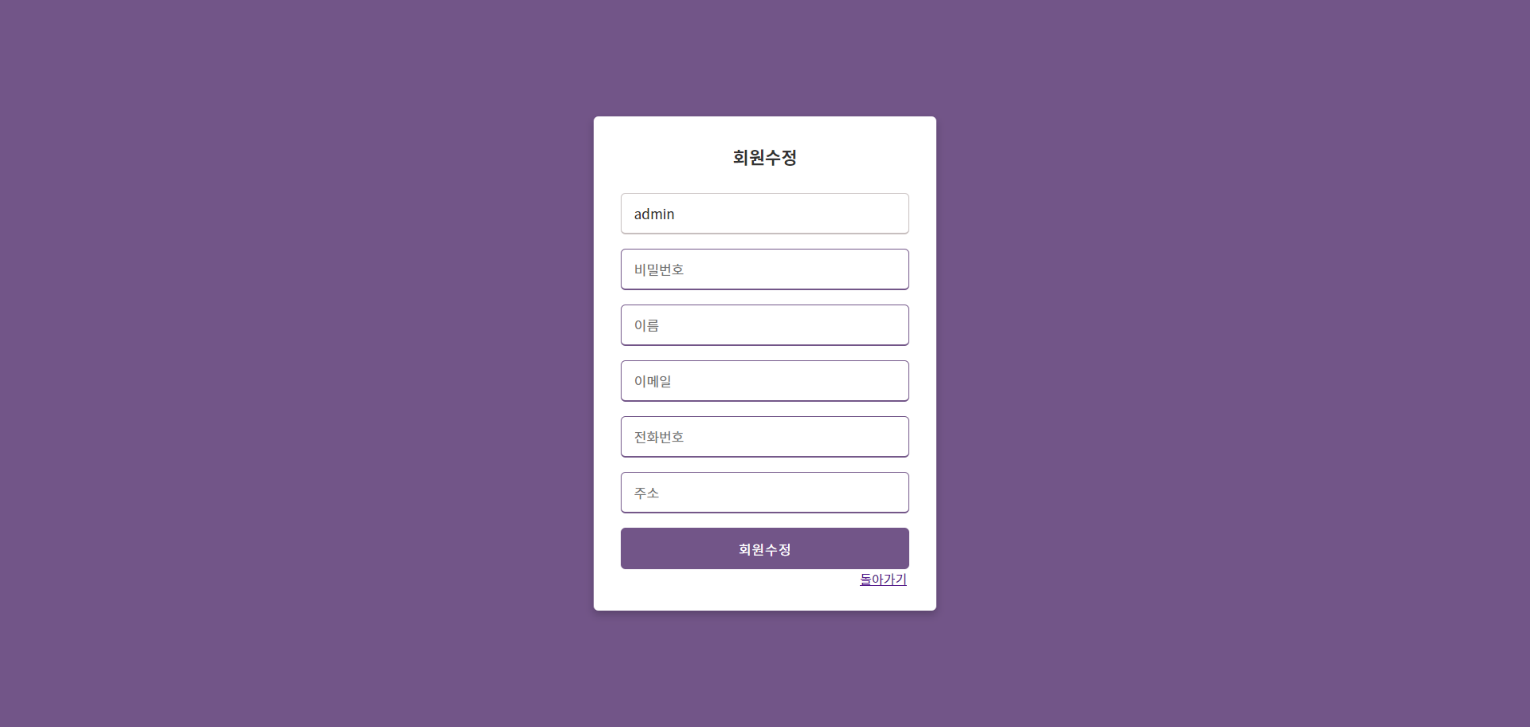 회원수정
admin
비밀번호
이름
이메일
전화번호
주소
회원수정
돌아가기